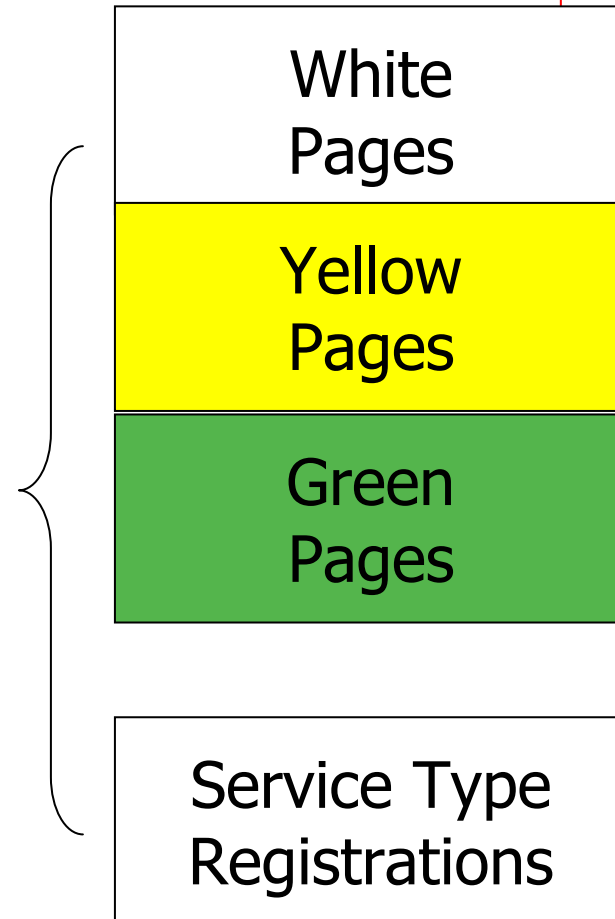 White
Pages
Yellow
Pages
Green
Pages
Service Type
Registrations